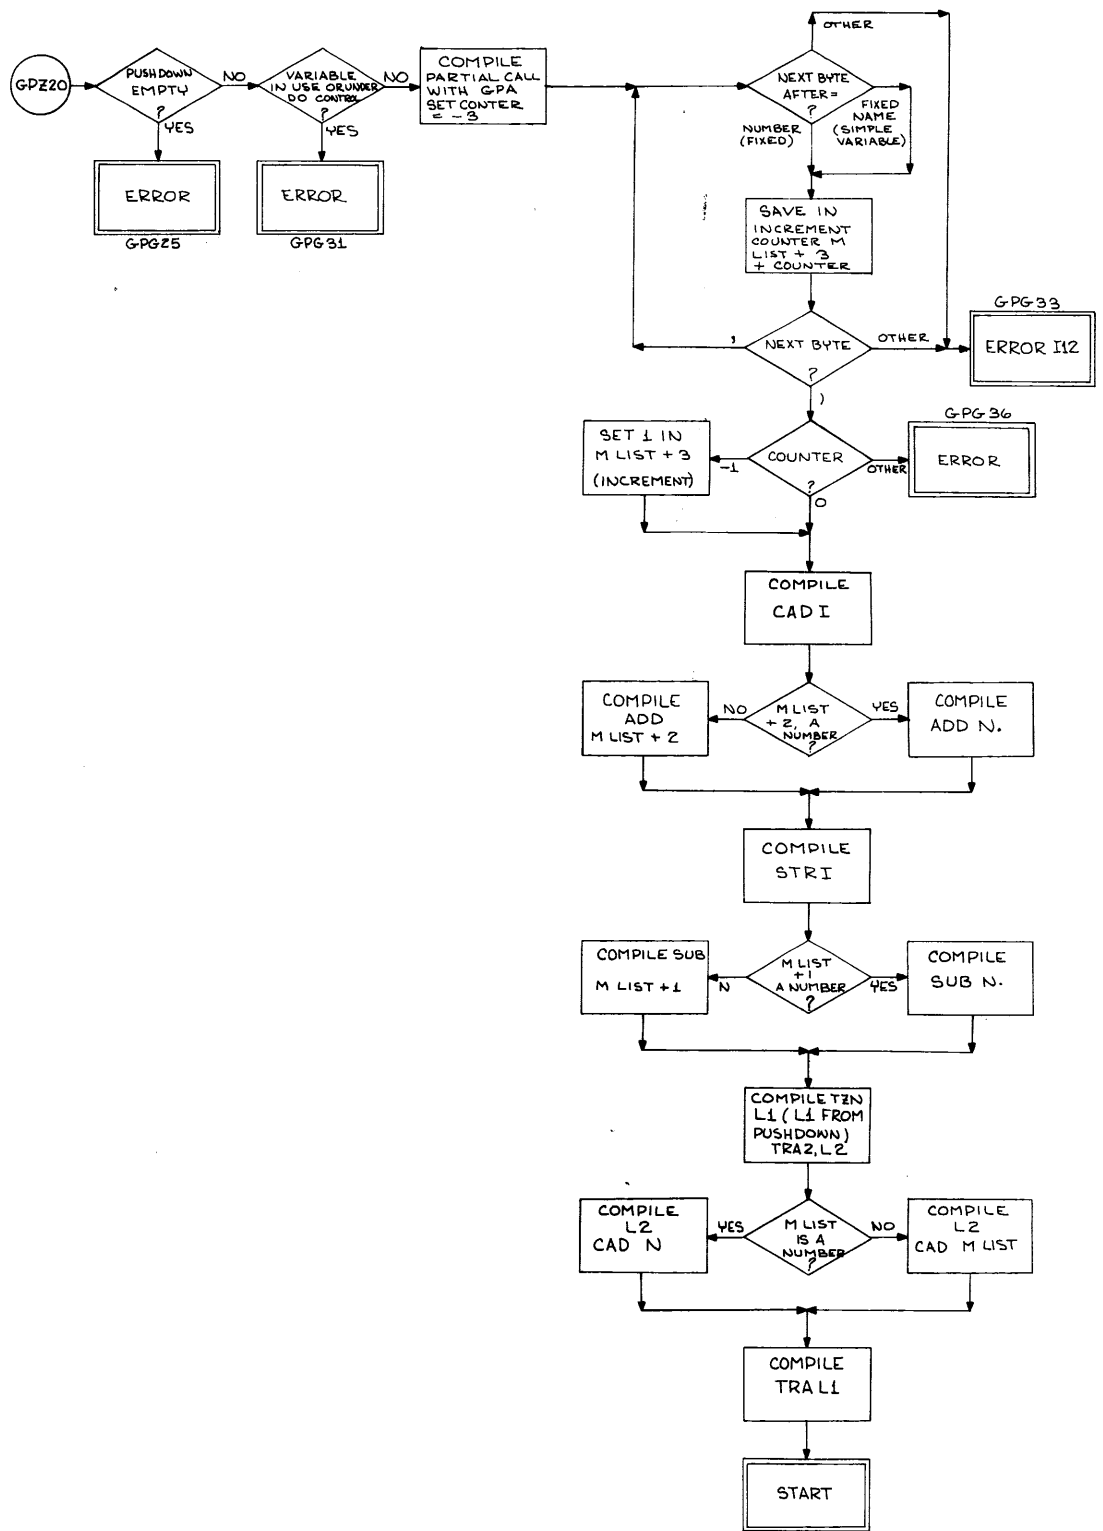 GPZ20
PUSHDOWN
EMPTY
?
NO
YES
ERROR
GPG25
VARIABLE
IN USE OR UNDER
DO CONTROL
?
NO
YES
ERROR
GPG31
COMPILE
PARTIAL CALL
WITH GPA
SET CONTER
= -3
OTHER
NEXT BYTE
AFTER =
?
NUMBER
(FIXED)
FIXED
NAME
(SIMPLE
VARIABLE)
SAVE IN
INCREMENT
COUNTER M
LIST + 3
+ COUNTER
,
NEXT BYTE
?
OTHER
GPG33
ERROR I12
)
SET 1 IN
M LIST + 3
(INCREMENT)
-1
COUNTER
?
OTHER
GPG36
ERROR
0
COMPILE
CAD I
COMPILE
ADD
M LIST + 2
NO
M LIST
+ 2, A
NUMBER
?
YES
COMPILE
ADD N.
COMPILE
STR I
COMPILE SUB
M LIST + 1
N
M LIST
+ 1
A NUMBER
?
YES
COMPILE
SUB N.
COMPILE TZN
L1 (L1 FROM
PUSHDOWN)
TRA2, L2
COMPILE
L2
CAD N
YES
M LIST
IS A
NUMBER
?
NO
COMPILE
L2
CAD M LIST
COMPILE
TRA L1
START